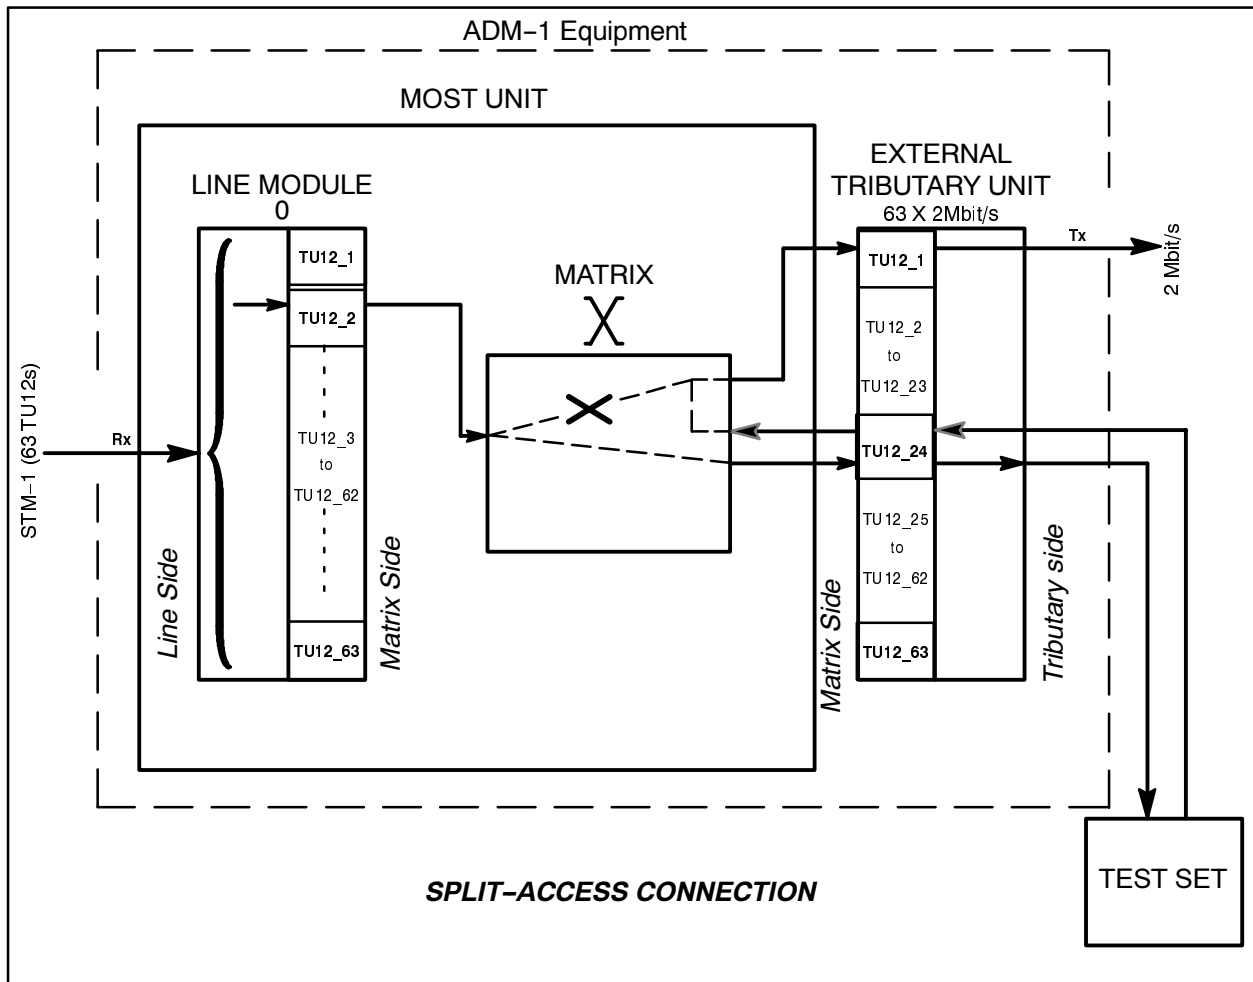 ADM−1 Equipment
MOST UNIT
LINE MODULE
0
EXTERNAL
TRIBUTARY UNIT
63 X 2Mbit/s
MATRIX
TU12_1
TU12_2
TU12_3
to
TU12_62
TU12_63
TU12_1
TU12_2
to
TU12_23
TU12_24
TU12_25
to
TU12_62
TU12_63
Rx
Tx
2 Mbit/s
STM−1 (63 TU12s)
Line Side
Matrix Side
Matrix Side
Tributary side
TEST SET
SPLIT−ACCESS CONNECTION